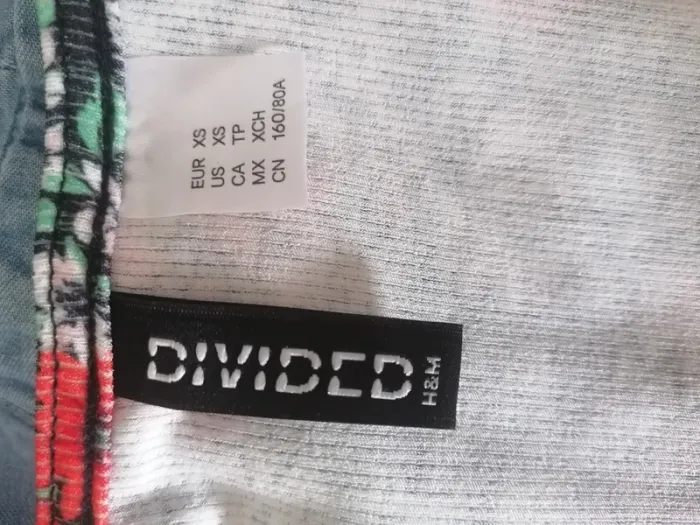 EUR XS
US XS
CA TP
MX XCH
CN 160/80A
DIVIDED
H&M